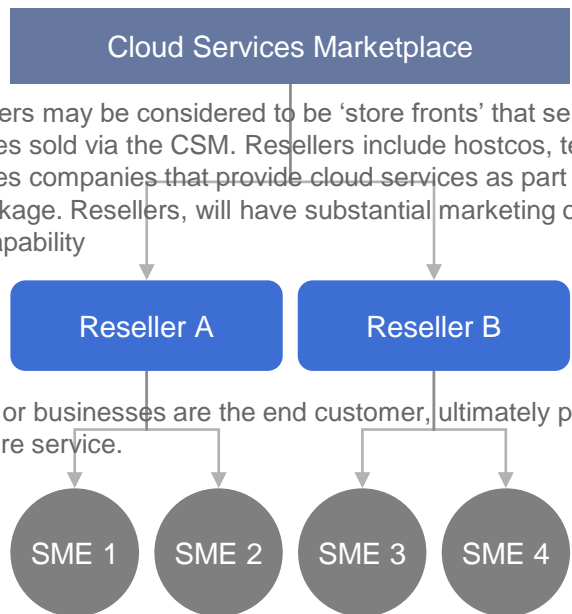 Cloud Services Marketplace
ers may be considered to be ‘store fronts’ that se
es sold via the CSM. Resellers include hostcos, te
es companies that provide cloud services as part
kage. Resellers, will have substantial marketing o
apability
Reseller A
Reseller B
or businesses are the end customer, ultimately p
re service.
SME 1
SME 2
SME 3
SME 4